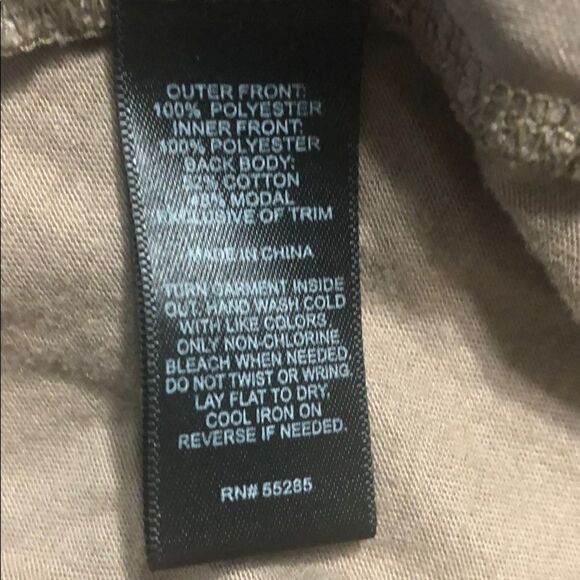 OUTER FRONT:
100% POLYESTER
INNER FRONT:
100% POLYESTER
BACK BODY:
COTTON
MODAL
EXCLUSIVE OF TRIM
MADE IN CHINA
TURN GARMENT INSIDE
OUT. HAND WASH COLD
WITH LIKE COLORS.
ONLY NON-CHLORINE
BLEACH WHEN NEEDED.
DO NOT TWIST OR WRING.
LAY FLAT TO DRY.
COOL IRON ON
REVERSE IF NEEDED.
RN# 55285